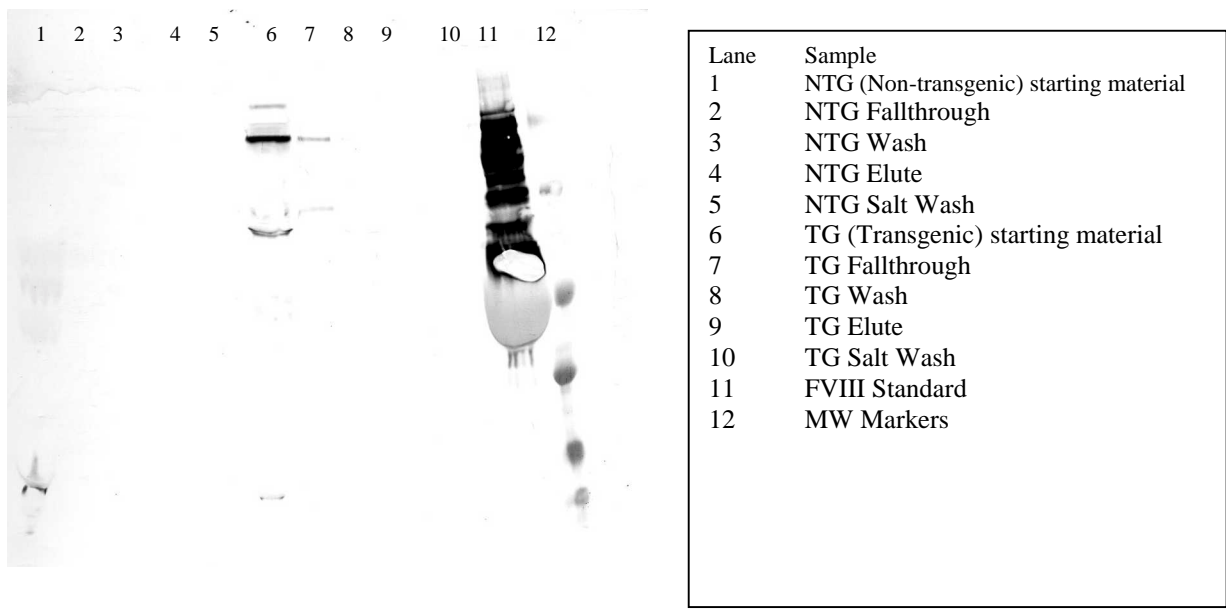 1 2 3 4 5 6 7 8 9 10 11 12
Lane Sample
1 NTG (Non-transgenic) starting material
2 NTG Fallthrough
3 NTG Wash
4 NTG Elute
5 NTG Salt Wash
6 TG (Transgenic) starting material
7 TG Fallthrough
8 TG Wash
9 TG Elute
10 TG Salt Wash
11 FVIII Standard
12 MW Markers